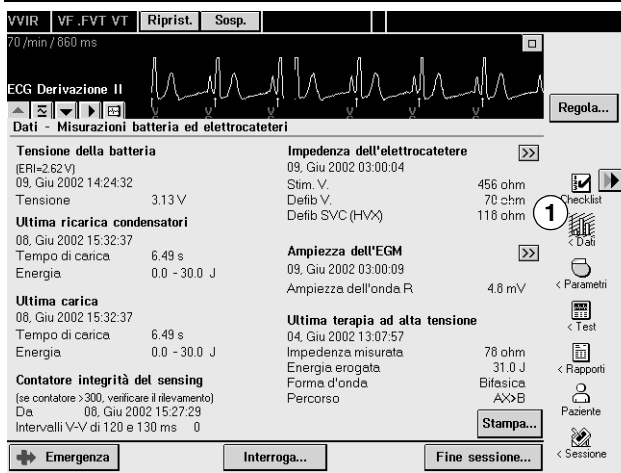 VVIR VF .FVT VT Riprist. Sosp.
70 /min / 860 ms
ECG Derivazione II
Regola...
Dati - Misurazioni batteria ed elettrocateteri
Tensione della batteria
(ERI=2.62 V)
09, Giu 2002 14:24:32
Tensione 3.13 V
Ultima ricarica condensatori
08, Giu 2002 15:32:37
Tempo di carica 6.49 s
Energia 0.0 - 30.0 J
Ultima carica
08, Giu 2002 15:32:37
Tempo di carica 6.49 s
Energia 0.0 - 30.0 J
Contatore integrità del sensing
(se contatore >300, verificare il rilevamento)
Da 08, Giu 2002 15:27:29
Intervalli V-V di 120 e 130 ms 0
Impedenza dell'elettrocatetere >>
09, Giu 2002 03:00:04
Stim. V. 456 ohm
Defib V. 70 ohm
Defib SVC (HVX) 118 ohm
Ampiezza dell'EGM >>
09, Giu 2002 03:00:09
Ampiezza dell'onda R 4.8 mV
Ultima terapia ad alta tensione
04, Giu 2002 13:07:57
Impedenza misurata 78 ohm
Energia erogata 31.0 J
Forma d'onda Bifasica
Percorso AX>B
Stampa...
Checklist
1
< Dati
< Parametri
< Test
< Rapporti
Paziente
< Sessione
Emergenza Interroga... Fine sessione...